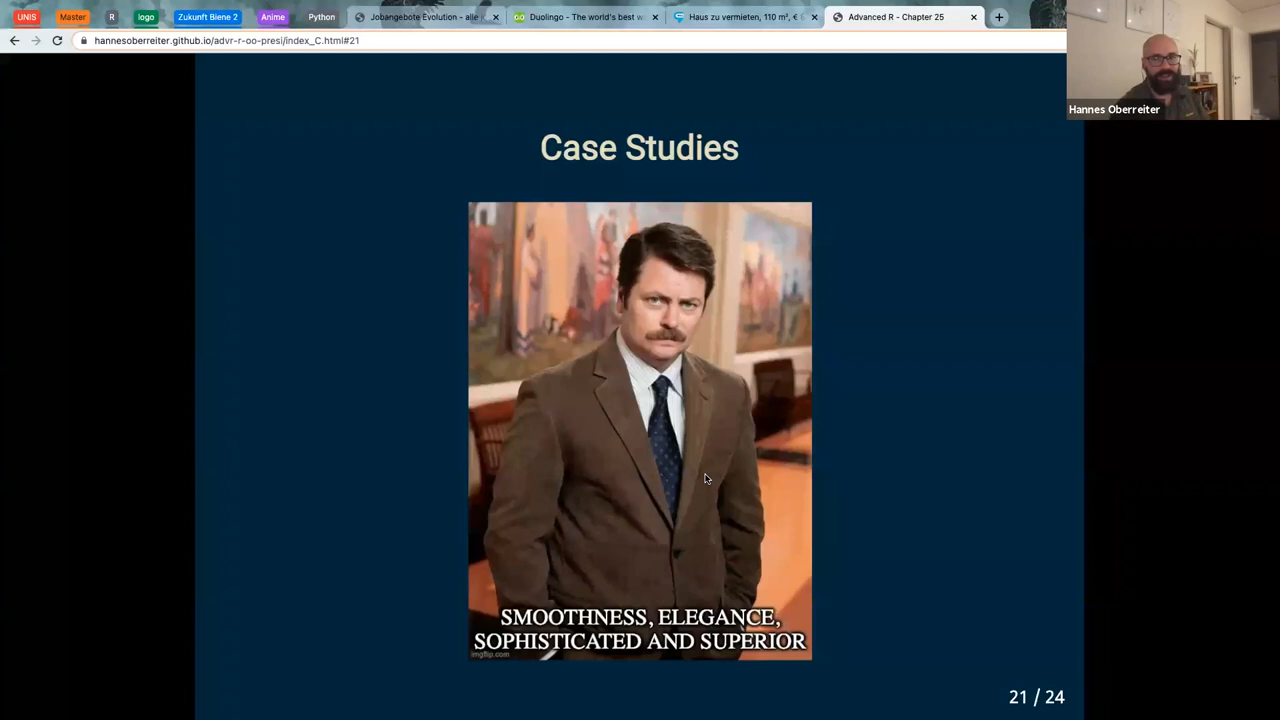 UNIS
Master
R
logo
Zukunft Biene 2
Anime
Python
Jobangebote Evolution - alle
Duolingo - The world's best w
Haus zu vermieten, 110 m², €
Advanced R - Chapter 25
hannesoberreiter.github.io/advr-r-oo-presi/index_C.html#21
Hannes Oberreiter
Case Studies
SMOOTHNESS, ELEGANCE,
SOPHISTICATED AND SUPERIOR
imgflip.com
21 / 24